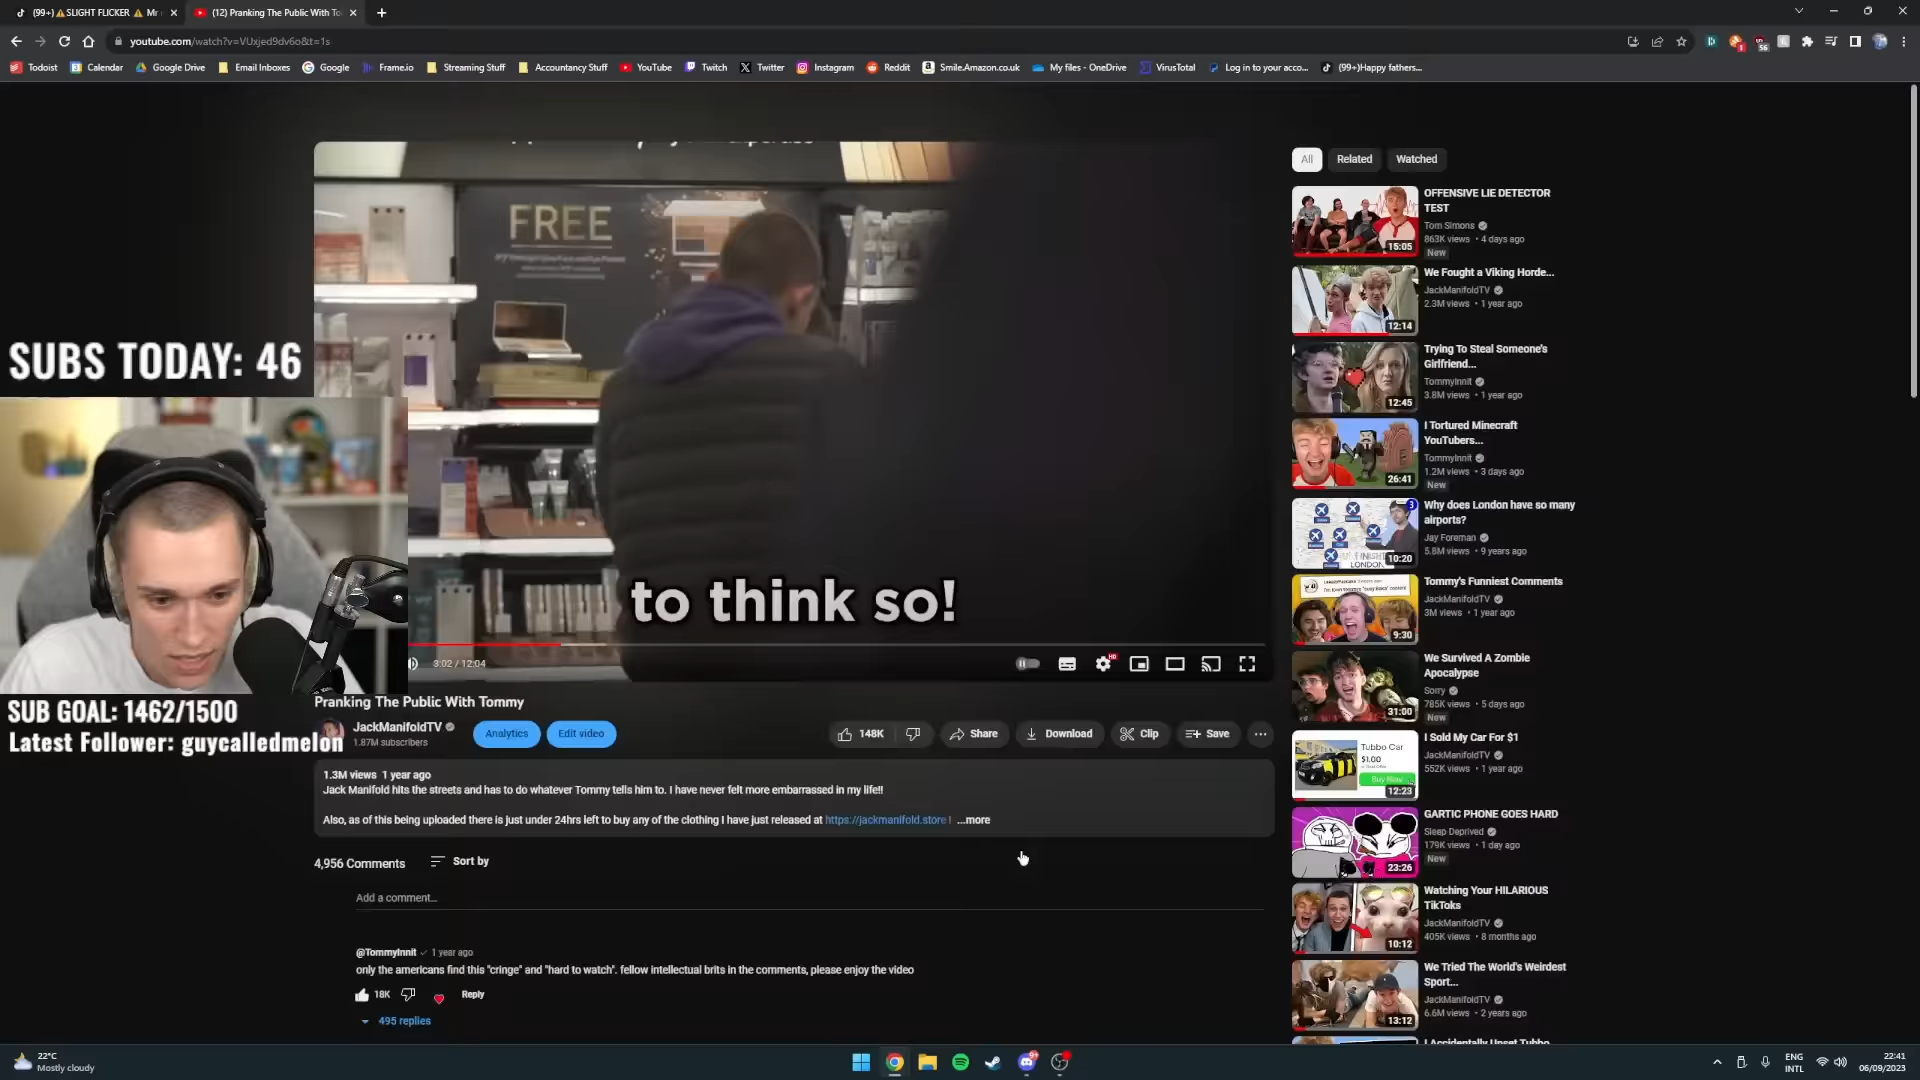 (99+) ⚠SLIGHT FLICKER ⚠ Mr
(12) Pranking The Public With To
youtube.com/watch?v=VUxjed9dv6o&t=1s
Todoist
Calendar
Google Drive
Email Inboxes
Google
Frame.io
Streaming Stuff
Accountancy Stuff
YouTube
Twitch
Twitter
Instagram
Reddit
Smile.Amazon.co.uk
My files - OneDrive
VirusTotal
Log in to your acco...
(99+)Happy fathers...
FREE
to think so!
3:02 / 12:04
SUBS TODAY: 46
SUB GOAL: 1462/1500
Latest Follower: guycalledmelon
Pranking The Public With Tommy
JackManifoldTV
1.87M subscribers
Analytics
Edit video
148K
Share
Download
Clip
Save
1.3M views 1 year ago
Jack Manifold hits the streets and has to do whatever Tommy tells him to. I have never felt more embarrassed in my life!!
Also, as of this being uploaded there is just under 24hrs left to buy any of the clothing I have just released at https://jackmanifold.store ! ...more
4,956 Comments
Sort by
Add a comment...
@TommyInnit 1 year ago
only the americans find this "cringe" and "hard to watch". fellow intellectual brits in the comments, please enjoy the video
18K
Reply
495 replies
All
Related
Watched
OFFENSIVE LIE DETECTOR
TEST
Tom Simons
863K views • 4 days ago
New
15:05
We Fought a Viking Horde...
JackManifoldTV
2.3M views • 1 year ago
12:14
Trying To Steal Someone's
Girlfriend...
TommyInnit
3.8M views • 1 year ago
12:45
I Tortured Minecraft
YouTubers...
TommyInnit
1.2M views • 3 days ago
New
26:41
Why does London have so many
airports?
Jay Foreman
5.8M views • 9 years ago
10:20
Tommy's Funniest Comments
JackManifoldTV
3M views • 1 year ago
9:30
We Survived A Zombie
Apocalypse
Sorry
785K views • 5 days ago
New
31:00
I Sold My Car For $1
JackManifoldTV
552K views • 1 year ago
Tubbo Car
$1.00
Buy Now
12:23
GARTIC PHONE GOES HARD
Sleep Deprived
179K views • 1 day ago
New
23:26
Watching Your HILARIOUS
TikToks
JackManifoldTV
405K views • 8 months ago
10:12
We Tried The World's Weirdest
Sport...
JackManifoldTV
6.6M views • 2 years ago
13:12
I Accidentally Upset Tubbo
22°C
Mostly cloudy
ENG
INTL
22:41
06/09/2023